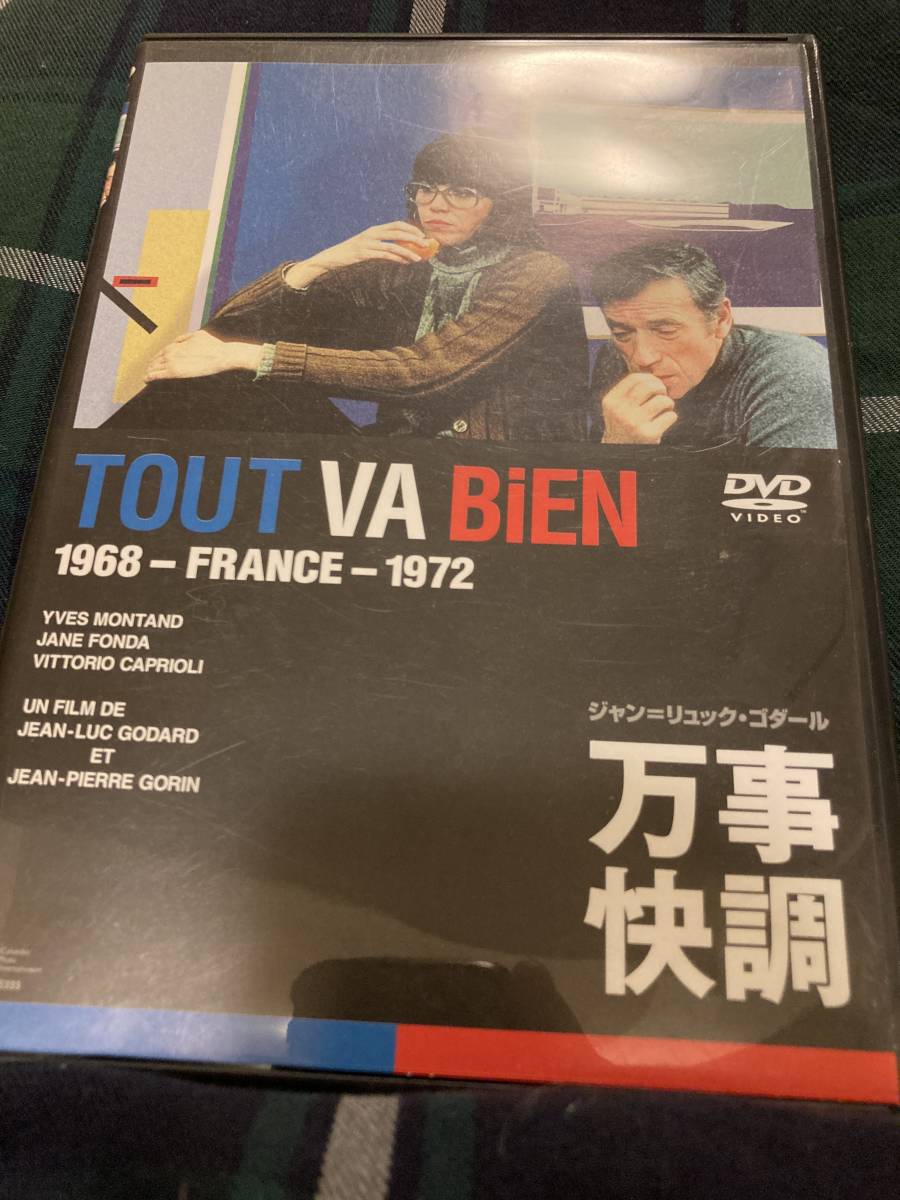 TOUT VA BiEN
DVD
VIDEO
1968 – FRANCE – 1972
YVES MONTAND
JANE FONDA
VITTORIO CAPRIOLI
UN FILM DE
JEAN-LUC GODARD
ET
JEAN-PIERRE GORIN
ジャン=リュック・ゴダール
万事
快調